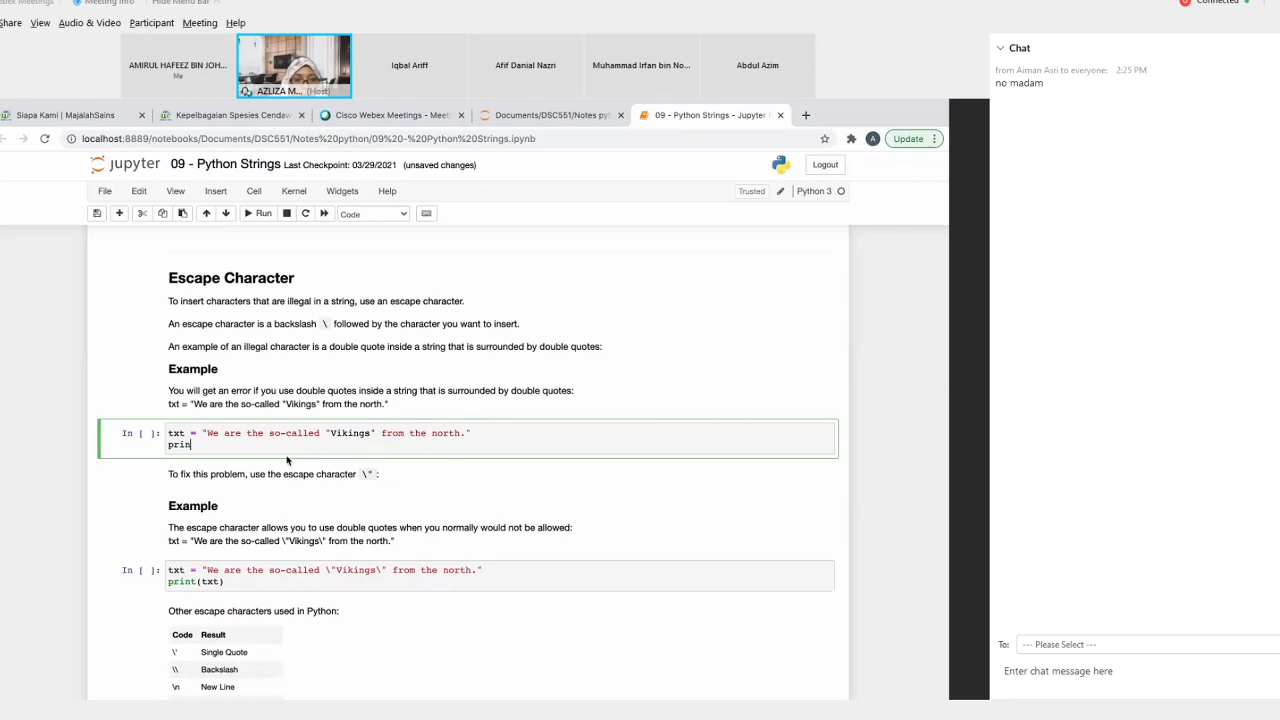 ebex Meetings Meeting Info Hide Menu Bar Connected
Share View Audio & Video Participant Meeting Help
AMIRUL HAFEEZ BIN JOH... Iqbal Ariff Afif Danial Nazri Muhammad Irfan bin No... Abdul Azim
Me
AZLIZA M... (Host)
Siapa Kami | MajalahSains Kepelbagaian Spesies Cendaw Cisco Webex Meetings - Meeti Documents/DSC551/Notes pyt 09 - Python Strings - Jupyter
localhost:8889/notebooks/Documents/DSC551/Notes%20python/09%20-%20Python%20Strings.ipynb A Update
jupyter 09 - Python Strings Last Checkpoint: 03/29/2021 (unsaved changes) Logout
File Edit View Insert Cell Kernel Widgets Help Trusted Python 3
Run Code
Escape Character
To insert characters that are illegal in a string, use an escape character.
An escape character is a backslash \ followed by the character you want to insert.
An example of an illegal character is a double quote inside a string that is surrounded by double quotes:
Example
You will get an error if you use double quotes inside a string that is surrounded by double quotes:
txt = "We are the so-called "Vikings" from the north."
In [ ]: txt = "We are the so-called "Vikings" from the north."
prin
To fix this problem, use the escape character \" :
Example
The escape character allows you to use double quotes when you normally would not be allowed:
txt = "We are the so-called \"Vikings\" from the north."
In [ ]: txt = "We are the so-called \"Vikings\" from the north."
print(txt)
Other escape characters used in Python:
Code Result
\' Single Quote
\\ Backslash
\n New Line
Chat
from Aiman Asri to everyone: 2:25 PM
no madam
To: --- Please Select ---
Enter chat message here